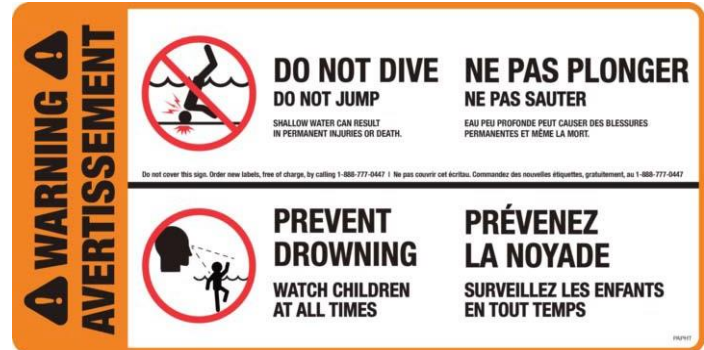 WARNING
AVERTISSEMENT
DO NOT DIVE
DO NOT JUMP
SHALLOW WATER CAN RESULT
IN PERMANENT INJURIES OR DEATH.
NE PAS PLONGER
NE PAS SAUTER
EAU PEU PROFONDE PEUT CAUSER DES BLESSURES
PERMANENTES ET MÊME LA MORT.
Do not cover this sign. Order new labels, free of charge, by calling 1-888-777-0447 | Ne pas couvrir cet écritau. Commandez des nouvelles étiquettes, gratuitement, au 1-888-777-0447
PREVENT
DROWNING
WATCH CHILDREN
AT ALL TIMES
PRÉVENEZ
LA NOYADE
SURVEILLEZ LES ENFANTS
EN TOUT TEMPS